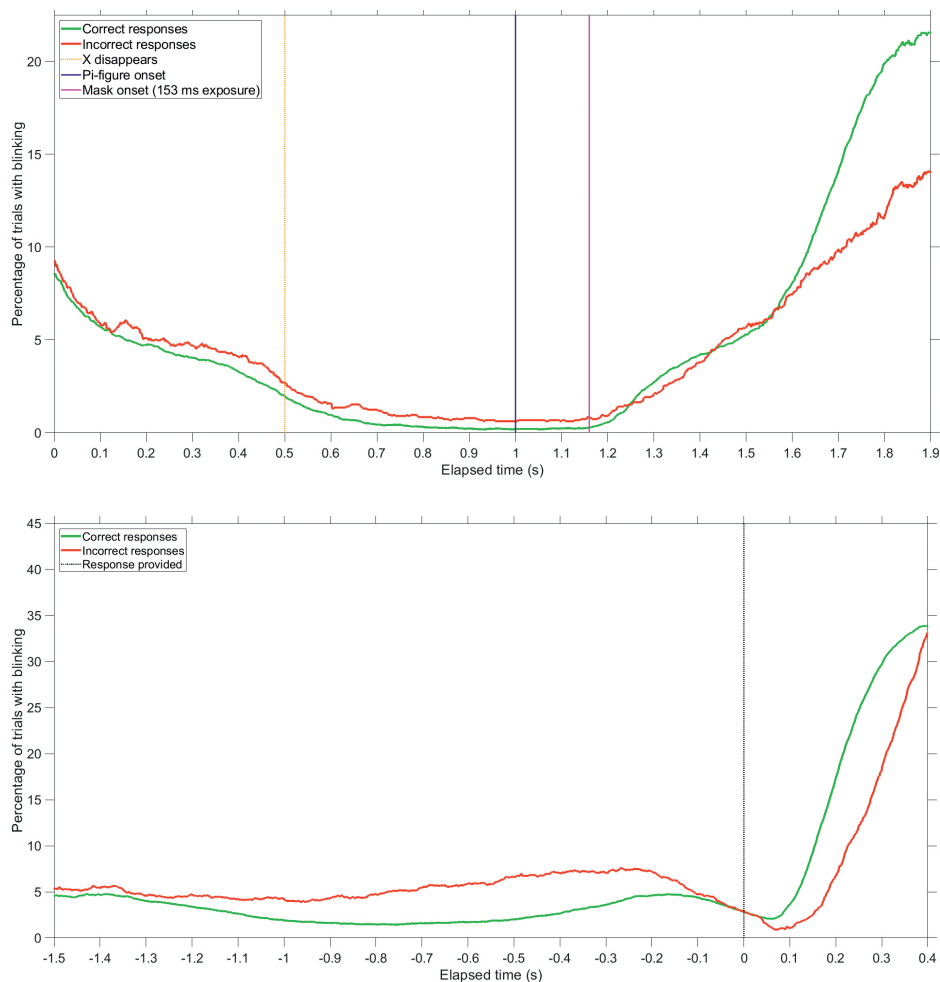 Correct responses
Incorrect responses
X disappears
Pi-figure onset
Mask onset (153 ms exposure)
Percentage of trials with blinking
20
15
10
5
0
0 0.1 0.2 0.3 0.4 0.5 0.6 0.7 0.8 0.9 1 1.1 1.2 1.3 1.4 1.5 1.6 1.7 1.8 1.9
Elapsed time (s)
Correct responses
Incorrect responses
Response provided
Percentage of trials with blinking
45
40
35
30
25
20
15
10
5
0
-1.5 -1.4 -1.3 -1.2 -1.1 -1 -0.9 -0.8 -0.7 -0.6 -0.5 -0.4 -0.3 -0.2 -0.1 0 0.1 0.2 0.3 0.4
Elapsed time (s)